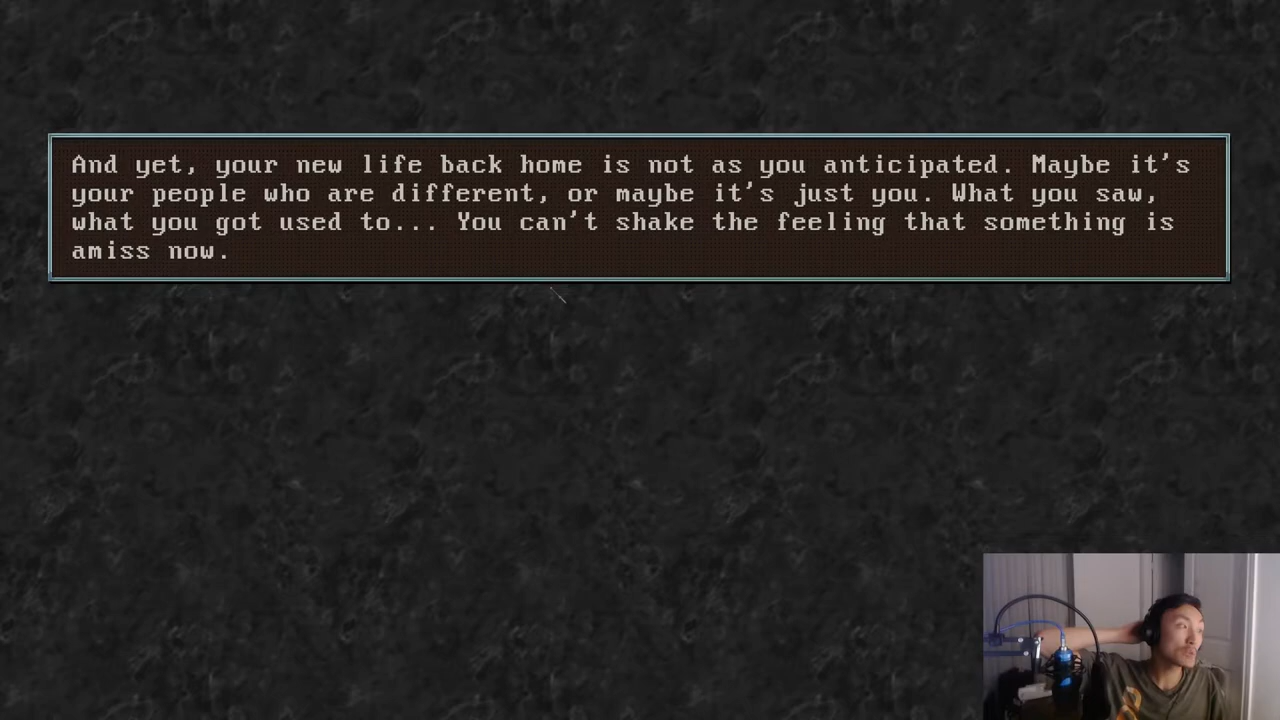 And yet, your new life back home is not as you anticipated. Maybe it's
your people who are different, or maybe it's just you. What you saw,
what you got used to... You can't shake the feeling that something is
amiss now.